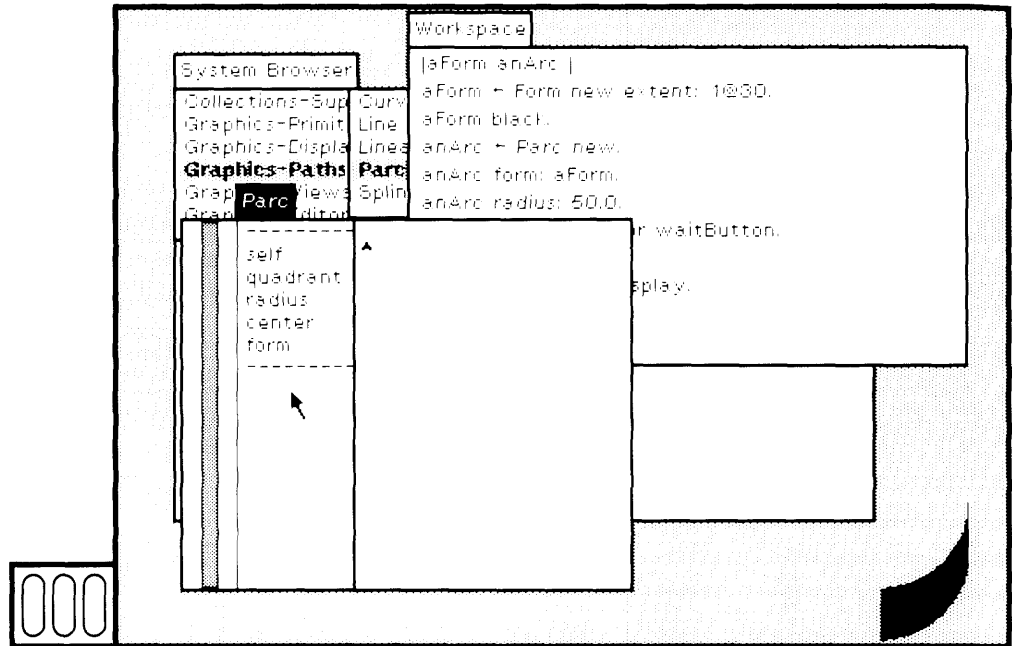 Workspace
|aForm anArc |
aForm ← Form new extent: 1@30.
aForm black.
anArc ← Parc new.
anArc form: aForm.
anArc radius: 50.0.
waitButton.
System Browser
Collections-Sup
Graphics-Primit
Graphics-Displa
Graphics-Paths
Curv
Line
Linea
Parc
Splin
Parc
self
quadrant
radius
center
form